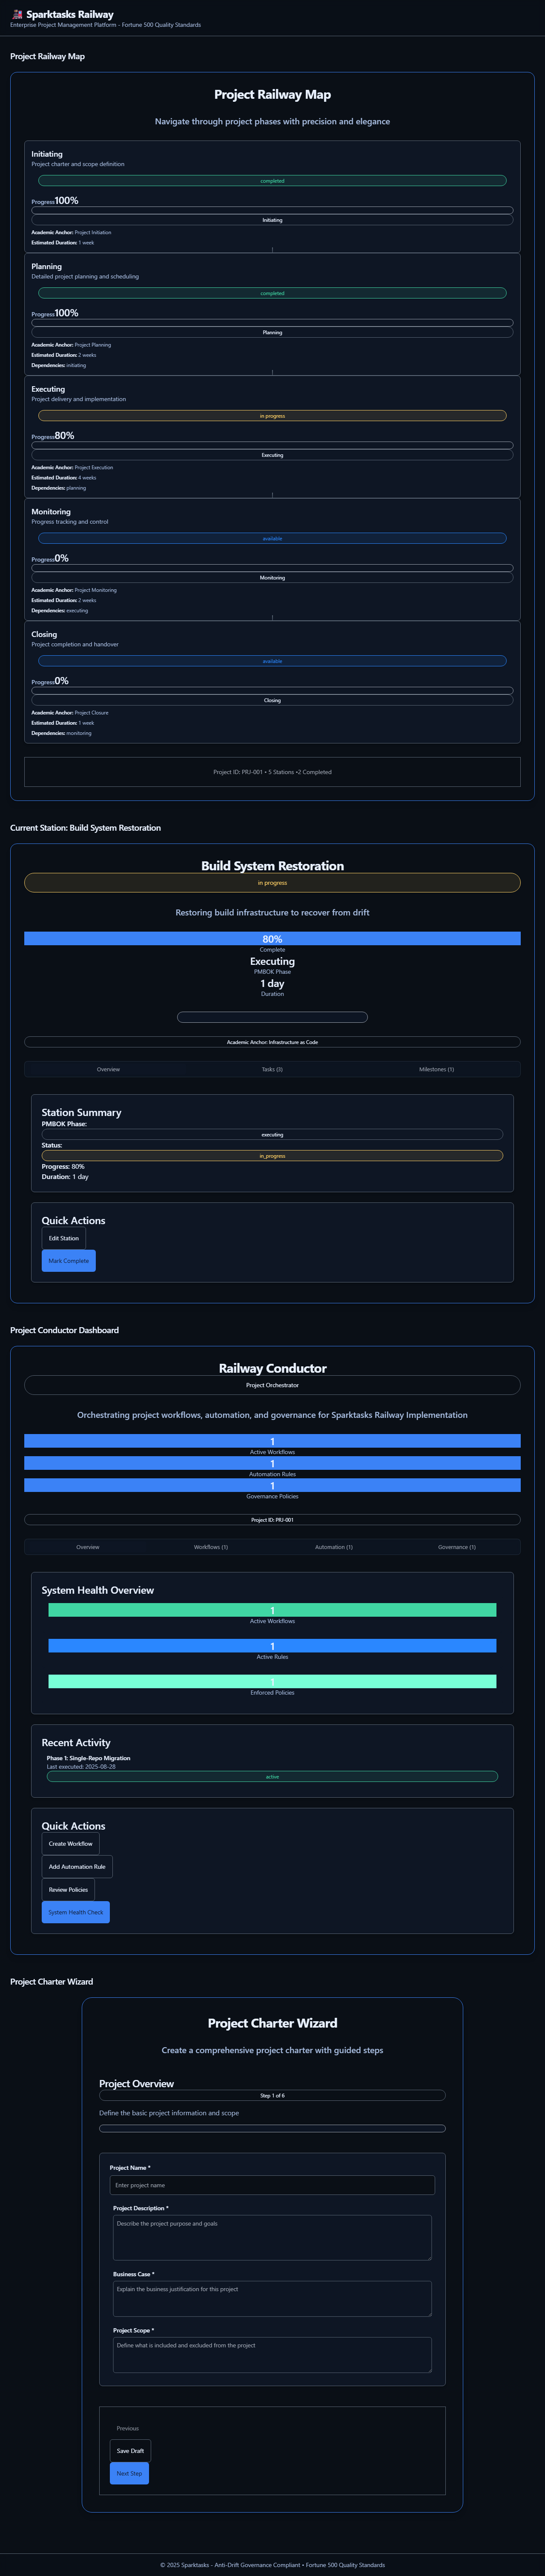 🚂 Sparktasks Railway
Enterprise Project Management Platform - Fortune 500 Quality Standards
Project Railway Map
Project Railway Map
Navigate through project phases with precision and elegance
Initiating
Project charter and scope definition
completed
Progress100%
Initiating
Academic Anchor: Project Initiation
Estimated Duration: 1 week
Planning
Detailed project planning and scheduling
completed
Progress100%
Planning
Academic Anchor: Project Planning
Estimated Duration: 2 weeks
Dependencies: initiating
Executing
Project delivery and implementation
in progress
Progress80%
Executing
Academic Anchor: Project Execution
Estimated Duration: 4 weeks
Dependencies: planning
Monitoring
Progress tracking and control
available
Progress0%
Monitoring
Academic Anchor: Project Monitoring
Estimated Duration: 2 weeks
Dependencies: executing
Closing
Project completion and handover
available
Progress0%
Closing
Academic Anchor: Project Closure
Estimated Duration: 1 week
Dependencies: monitoring
Project ID: PRJ-001 • 5 Stations •2 Completed
Current Station: Build System Restoration
Build System Restoration
in progress
Restoring build infrastructure to recover from drift
80%
Complete
Executing
PMBOK Phase
1 day
Duration
Academic Anchor: Infrastructure as Code
Overview Tasks (3) Milestones (1)
Station Summary
PMBOK Phase:
executing
Status:
in_progress
Progress: 80%
Duration: 1 day
Quick Actions
Edit Station
Mark Complete
Project Conductor Dashboard
Railway Conductor
Project Orchestrator
Orchestrating project workflows, automation, and governance for Sparktasks Railway Implementation
1
Active Workflows
1
Automation Rules
1
Governance Policies
Project ID: PRJ-001
Overview Workflows (1) Automation (1) Governance (1)
System Health Overview
1
Active Workflows
1
Active Rules
1
Enforced Policies
Recent Activity
Phase 1: Single-Repo Migration
Last executed: 2025-08-28
active
Quick Actions
Create Workflow
Add Automation Rule
Review Policies
System Health Check
Project Charter Wizard
Project Charter Wizard
Create a comprehensive project charter with guided steps
Project Overview
Step 1 of 6
Define the basic project information and scope
Project Name *
Enter project name
Project Description *
Describe the project purpose and goals
Business Case *
Explain the business justification for this project
Project Scope *
Define what is included and excluded from the project
Previous
Save Draft
Next Step
© 2025 Sparktasks - Anti-Drift Governance Compliant • Fortune 500 Quality Standards